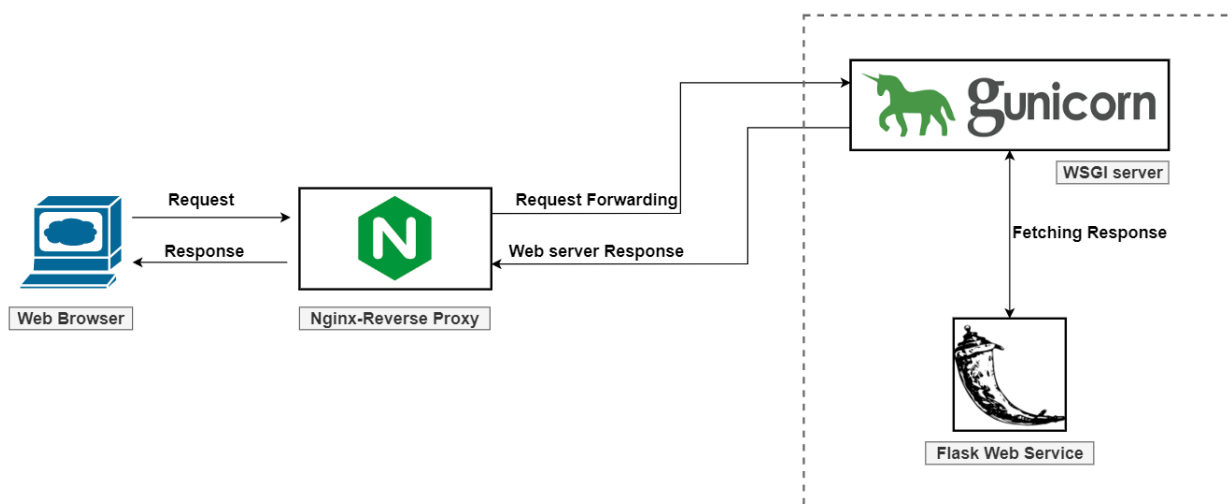 gunicorn
WSGI server
Request
Request Forwarding
Response
Web server Response
Fetching Response
N
Web Browser
Nginx-Reverse Proxy
Flask Web Service